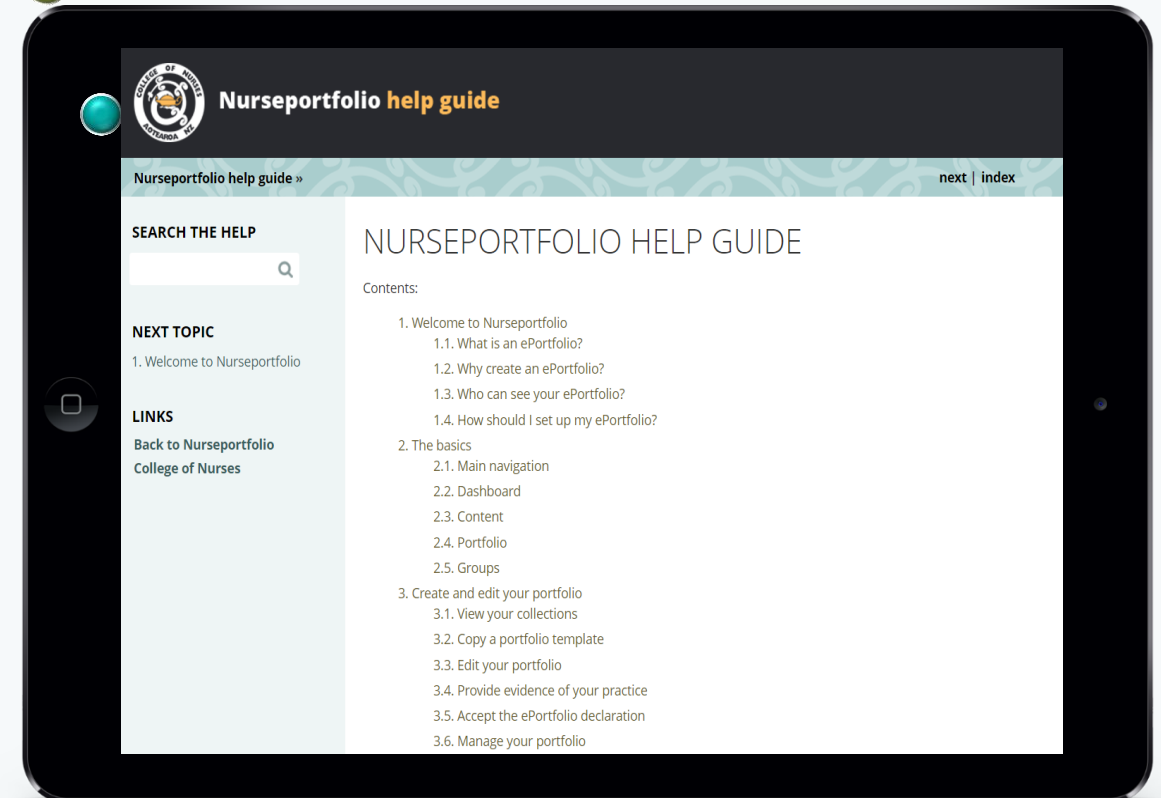 COLLEGE OF NURSES
AOTEAROA NZ
Nurseportfolio help guide
Nurseportfolio help guide »
next | index
SEARCH THE HELP
NEXT TOPIC
1. Welcome to Nurseportfolio
LINKS
Back to Nurseportfolio
College of Nurses
NURSEPORTFOLIO HELP GUIDE
Contents:
1. Welcome to Nurseportfolio
1.1. What is an ePortfolio?
1.2. Why create an ePortfolio?
1.3. Who can see your ePortfolio?
1.4. How should I set up my ePortfolio?
2. The basics
2.1. Main navigation
2.2. Dashboard
2.3. Content
2.4. Portfolio
2.5. Groups
3. Create and edit your portfolio
3.1. View your collections
3.2. Copy a portfolio template
3.3. Edit your portfolio
3.4. Provide evidence of your practice
3.5. Accept the ePortfolio declaration
3.6. Manage your portfolio